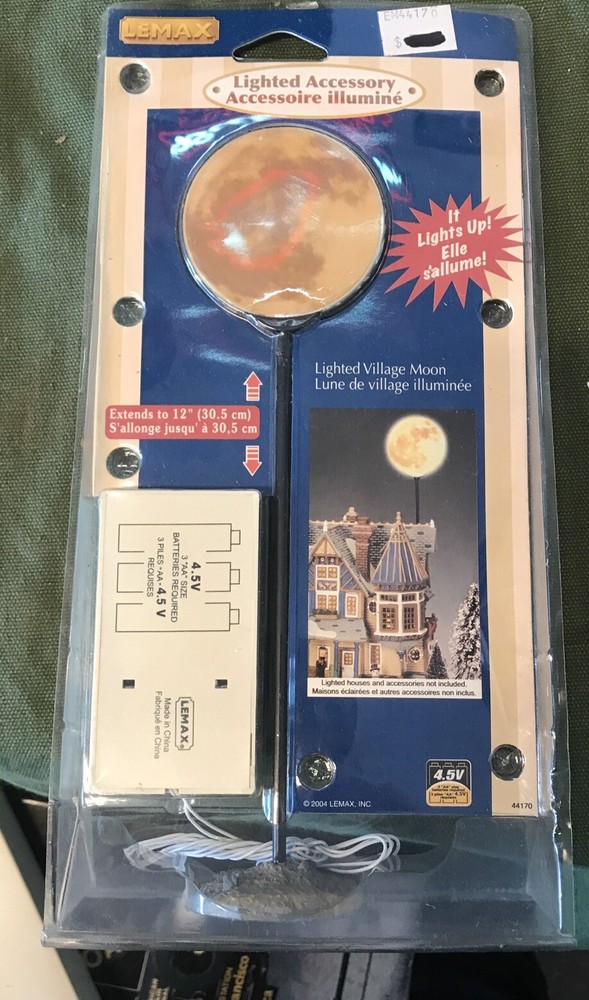 LEMAX
EM44170
$
Lighted Accessory
Accessoire illuminé
It
Lights Up!
Elle
s'allume!
Lighted Village Moon
Lune de village illuminée
Extends to 12" (30.5 cm)
S'allonge jusqu' à 30,5 cm
4.5V
3 "AA" SIZE
BATTERIES REQUIRED
3 PILES "AA" 4.5 V
REQUISES
LEMAX
Made in China
Fabriqué en Chine
Lighted houses and accessories not included.
Maisons éclairées et autres accessoires non inclus.
4.5V
© 2004 LEMAX, INC.
44170